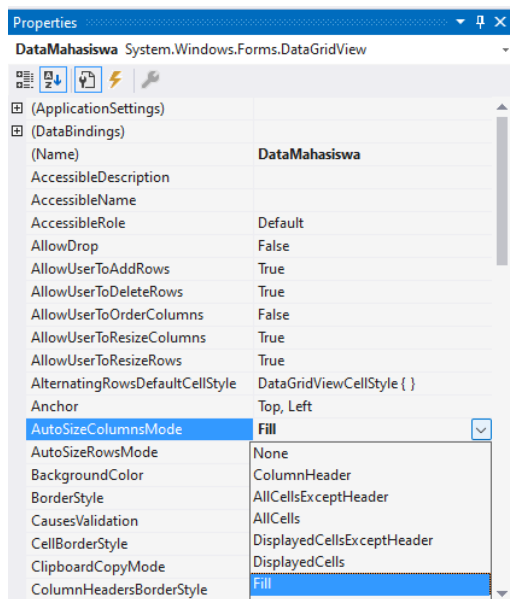 Properties
DataMahasiswa System.Windows.Forms.DataGridView
(ApplicationSettings)
(DataBindings)
(Name) DataMahasiswa
AccessibleDescription
AccessibleName
AccessibleRole Default
AllowDrop False
AllowUserToAddRows True
AllowUserToDeleteRows True
AllowUserToOrderColumns False
AllowUserToResizeColumns True
AllowUserToResizeRows True
AlternatingRowsDefaultCellStyle DataGridViewCellStyle { }
Anchor Top, Left
AutoSizeColumnsMode Fill
AutoSizeRowsMode None
BackgroundColor ColumnHeader
BorderStyle AllCellsExceptHeader
CausesValidation AllCells
CellBorderStyle DisplayedCellsExceptHeader
ClipboardCopyMode DisplayedCells
ColumnHeadersBorderStyle Fill